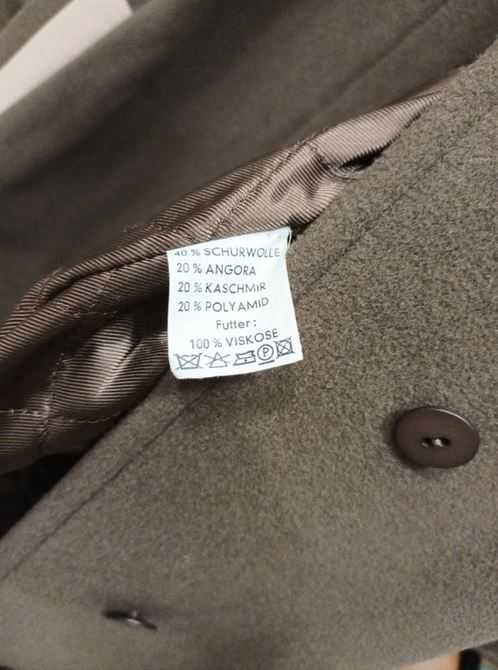 40 % SCHURWOLLE
20 % ANGORA
20 % KASCHMIR
20 % POLYAMID
Futter:
100 % VISKOSE
P